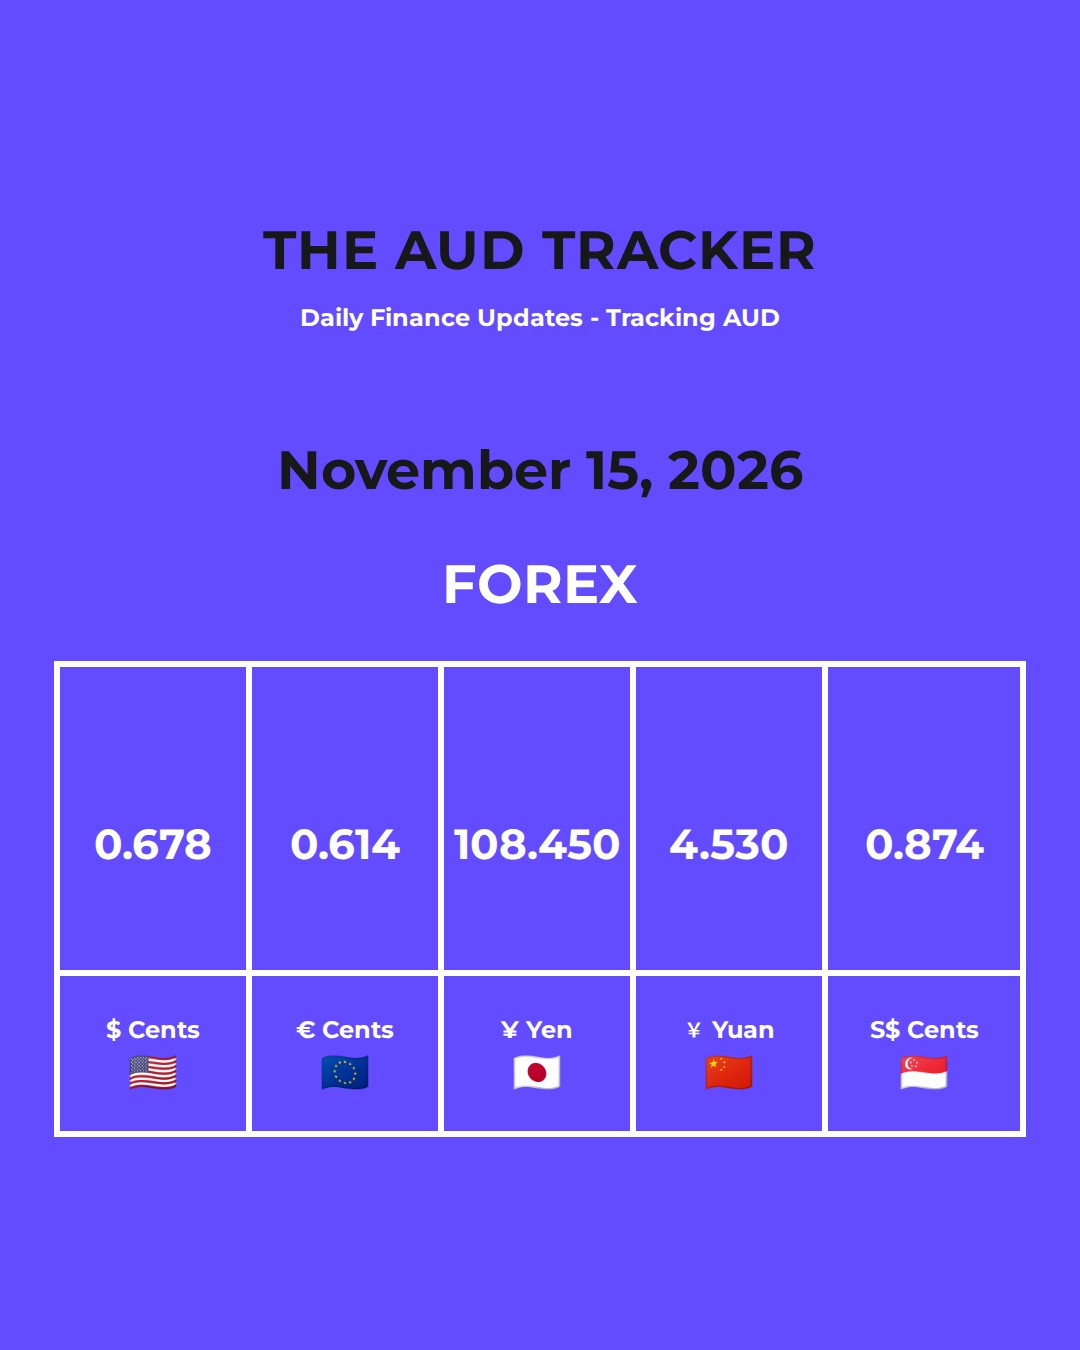 THE AUD TRACKER
Daily Finance Updates - Tracking AUD
November 15, 2026
FOREX
0.678 0.614 108.450 4.530 0.874
$ Cents € Cents ¥ Yen ¥ Yuan S$ Cents